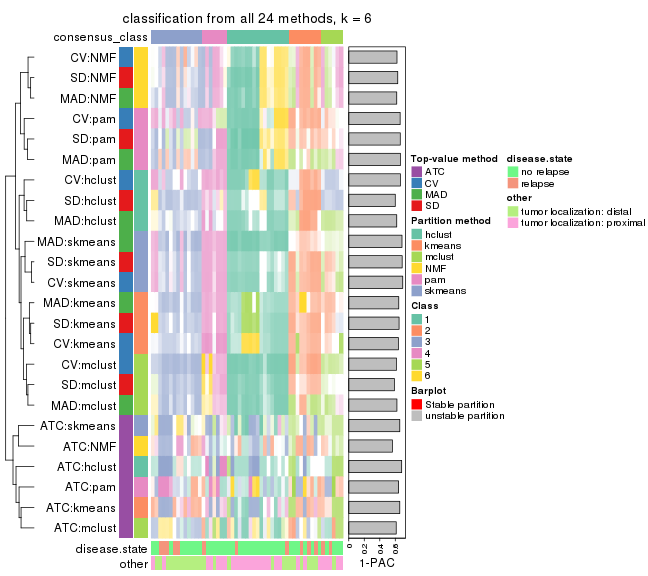 classification from all 24 methods, k = 6
consensus_class
CV:NMF
SD:NMF
MAD:NMF
CV:pam
SD:pam
MAD:pam
CV:hclust
SD:hclust
MAD:hclust
MAD:skmeans
SD:skmeans
CV:skmeans
MAD:kmeans
SD:kmeans
CV:kmeans
CV:mclust
SD:mclust
MAD:mclust
ATC:skmeans
ATC:NMF
ATC:hclust
ATC:pam
ATC:kmeans
ATC:mclust
disease.state
other
0
0.2
0.4
0.6
1-PAC
Top-value method
ATC
CV
MAD
SD
Partition method
hclust
kmeans
mclust
NMF
pam
skmeans
Class
1
2
3
4
5
6
Barplot
Stable partition
unstable partition
disease.state
no relapse
relapse
other
tumor localization: distal
tumor localization: proximal